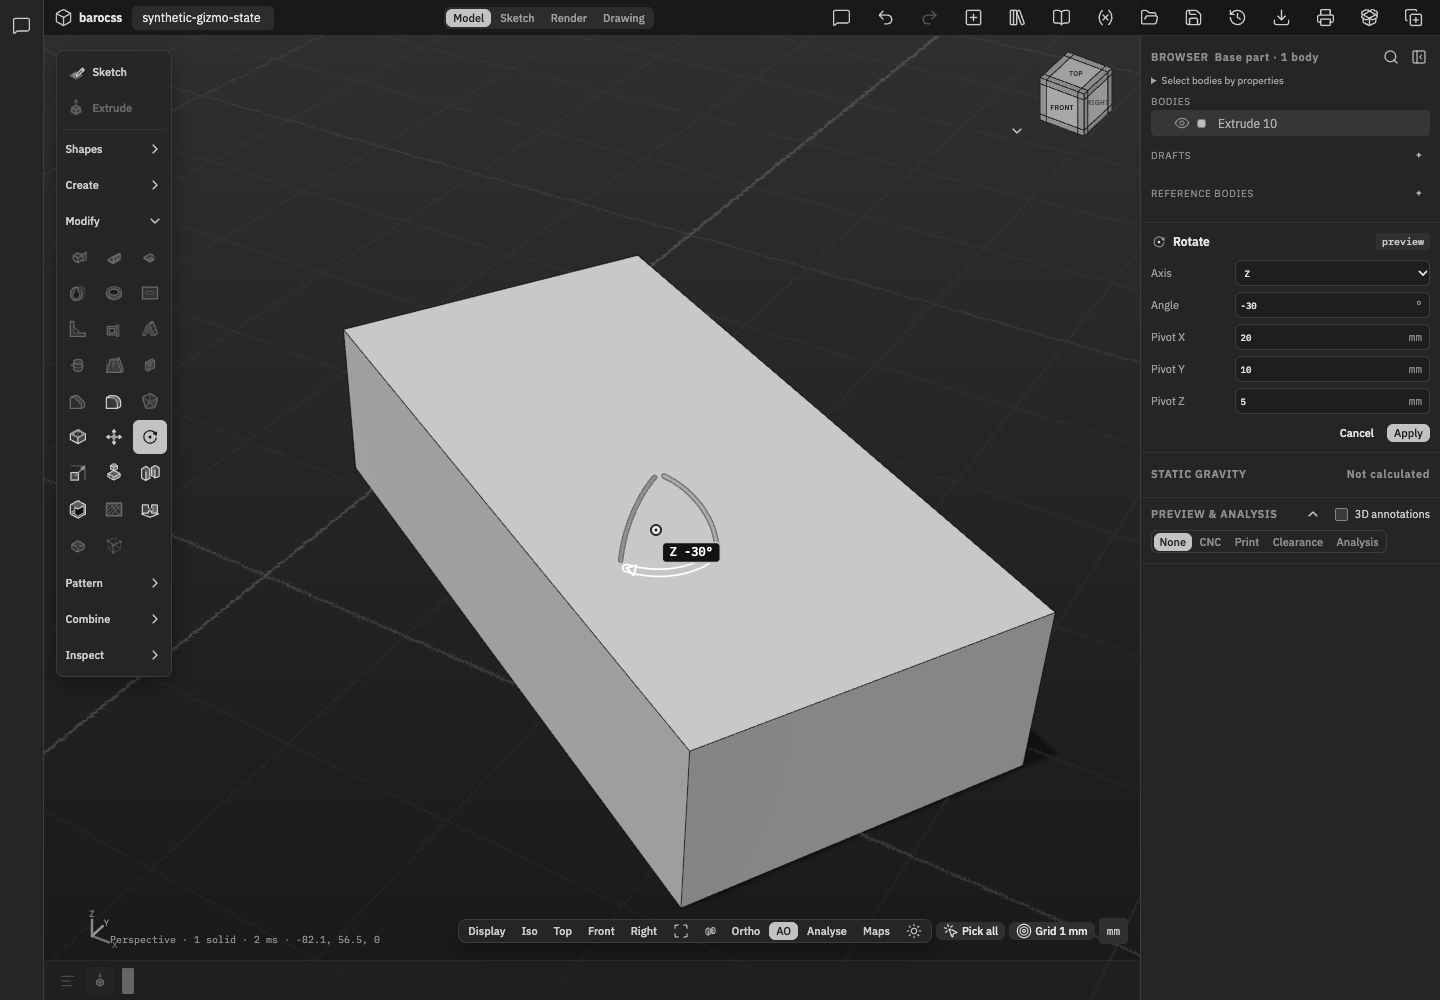 barocss
synthetic-gizmo-state
Model
Sketch
Render
Drawing
Sketch
Extrude
Shapes
Create
Modify
Pattern
Combine
Inspect
TOP
FRONT
RIGHT
Z -30°
Z
Y
X
Perspective · 1 solid · 2 ms · -82.1, 56.5, 0
Display
Iso
Top
Front
Right
Ortho
AO
Analyse
Maps
Pick all
Grid 1 mm
mm
BROWSER Base part · 1 body
Select bodies by properties
BODIES
Extrude 10
DRAFTS +
REFERENCE BODIES +
Rotate preview
Axis Z
Angle -30 °
Pivot X 20 mm
Pivot Y 10 mm
Pivot Z 5 mm
Cancel Apply
STATIC GRAVITY Not calculated
PREVIEW & ANALYSIS 3D annotations
None CNC Print Clearance Analysis